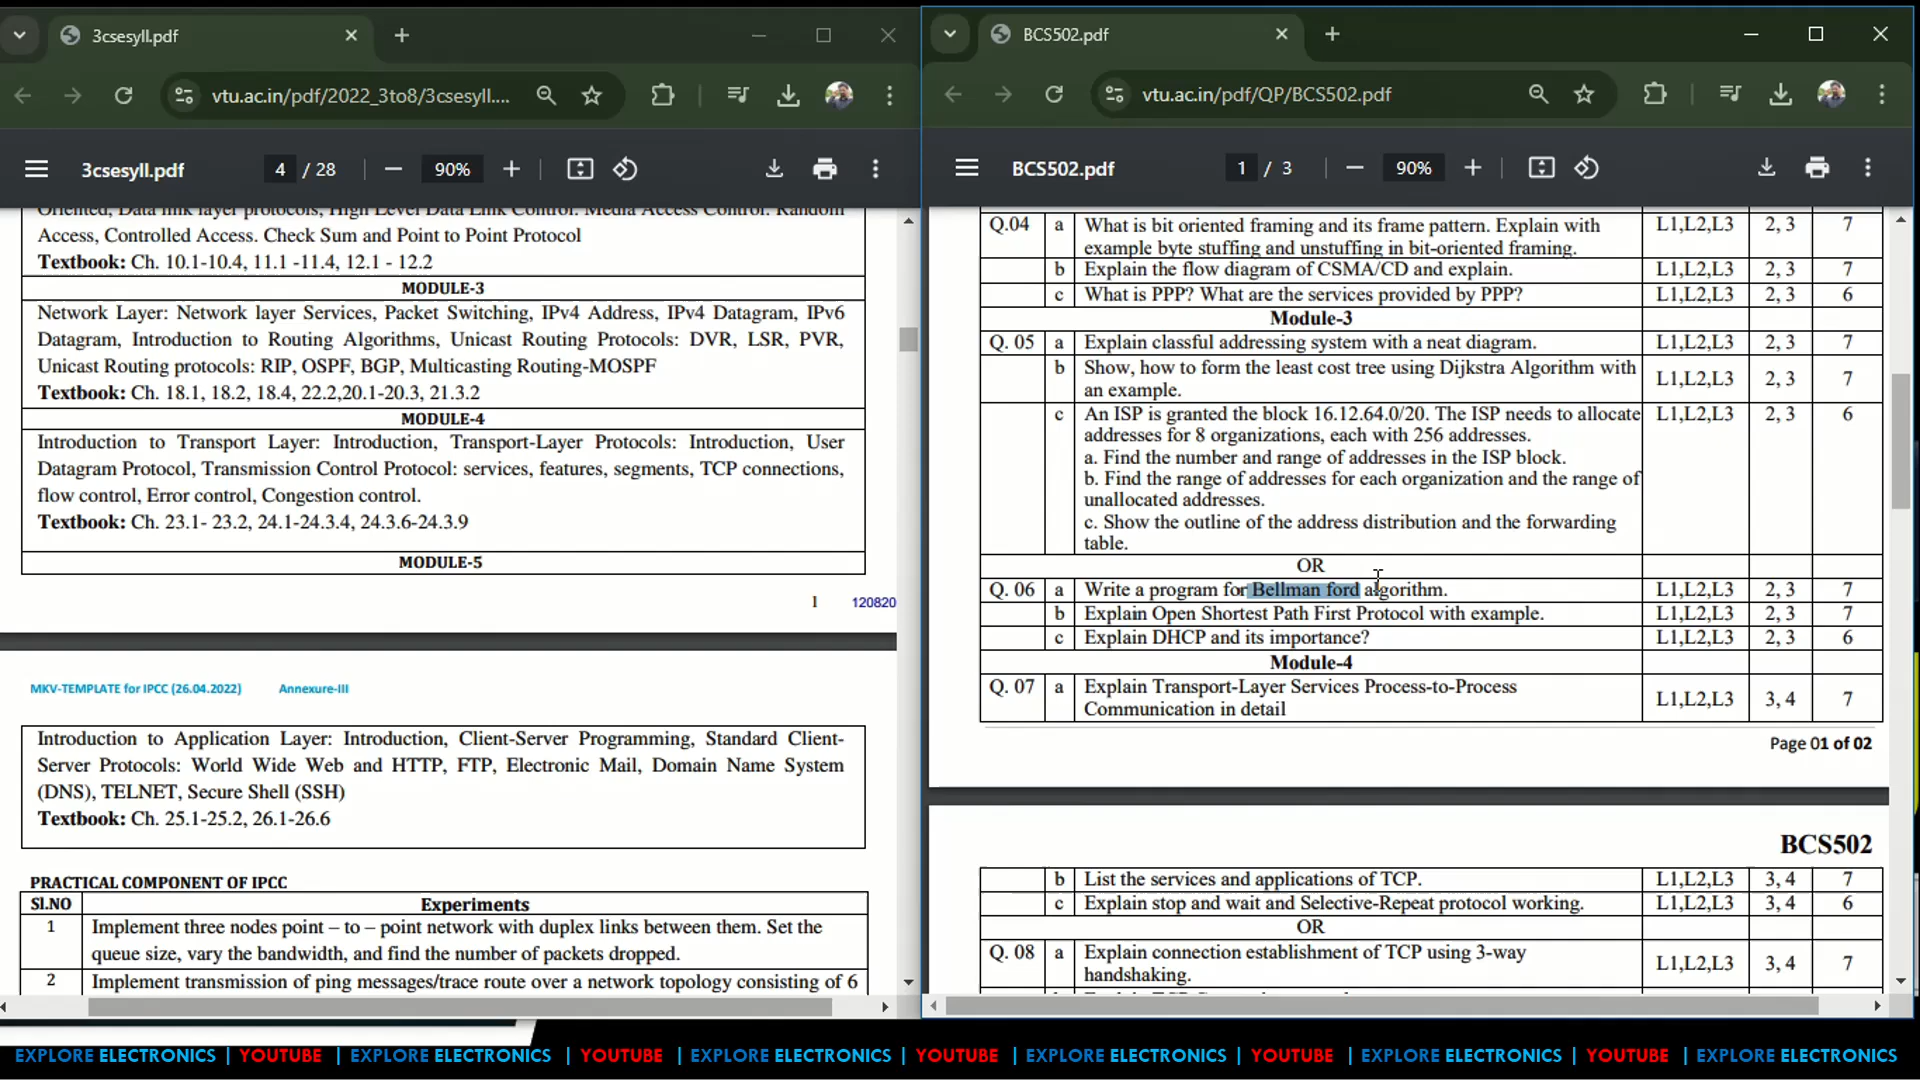 3csesyll.pdf
vtu.ac.in/pdf/2022_3to8/3csesyll....
3csesyll.pdf
4 / 28
90%
Oriented, Data link layer protocols, High Level Data Link Control. Media Access Control: Random
Access, Controlled Access. Check Sum and Point to Point Protocol
Textbook: Ch. 10.1-10.4, 11.1 -11.4, 12.1 - 12.2
MODULE-3
Network Layer: Network layer Services, Packet Switching, IPv4 Address, IPv4 Datagram, IPv6
Datagram, Introduction to Routing Algorithms, Unicast Routing Protocols: DVR, LSR, PVR,
Unicast Routing protocols: RIP, OSPF, BGP, Multicasting Routing-MOSPF
Textbook: Ch. 18.1, 18.2, 18.4, 22.2,20.1-20.3, 21.3.2
MODULE-4
Introduction to Transport Layer: Introduction, Transport-Layer Protocols: Introduction, User
Datagram Protocol, Transmission Control Protocol: services, features, segments, TCP connections,
flow control, Error control, Congestion control.
Textbook: Ch. 23.1- 23.2, 24.1-24.3.4, 24.3.6-24.3.9
MODULE-5
1 120820
MKV-TEMPLATE for IPCC (26.04.2022) Annexure-III
Introduction to Application Layer: Introduction, Client-Server Programming, Standard Client-
Server Protocols: World Wide Web and HTTP, FTP, Electronic Mail, Domain Name System
(DNS), TELNET, Secure Shell (SSH)
Textbook: Ch. 25.1-25.2, 26.1-26.6
PRACTICAL COMPONENT OF IPCC
Sl.NO Experiments
1 Implement three nodes point – to – point network with duplex links between them. Set the
queue size, vary the bandwidth, and find the number of packets dropped.
2 Implement transmission of ping messages/trace route over a network topology consisting of 6
BCS502.pdf
vtu.ac.in/pdf/QP/BCS502.pdf
BCS502.pdf
1 / 3
90%
Q.04 a What is bit oriented framing and its frame pattern. Explain with L1,L2,L3 2, 3 7
example byte stuffing and unstuffing in bit-oriented framing.
b Explain the flow diagram of CSMA/CD and explain. L1,L2,L3 2, 3 7
c What is PPP? What are the services provided by PPP? L1,L2,L3 2, 3 6
Module-3
Q. 05 a Explain classful addressing system with a neat diagram. L1,L2,L3 2, 3 7
b Show, how to form the least cost tree using Dijkstra Algorithm with L1,L2,L3 2, 3 7
an example.
c An ISP is granted the block 16.12.64.0/20. The ISP needs to allocate L1,L2,L3 2, 3 6
addresses for 8 organizations, each with 256 addresses.
a. Find the number and range of addresses in the ISP block.
b. Find the range of addresses for each organization and the range of
unallocated addresses.
c. Show the outline of the address distribution and the forwarding
table.
OR
Q. 06 a Write a program for Bellman ford algorithm. L1,L2,L3 2, 3 7
b Explain Open Shortest Path First Protocol with example. L1,L2,L3 2, 3 7
c Explain DHCP and its importance? L1,L2,L3 2, 3 6
Module-4
Q. 07 a Explain Transport-Layer Services Process-to-Process L1,L2,L3 3, 4 7
Communication in detail
Page 01 of 02
BCS502
b List the services and applications of TCP. L1,L2,L3 3, 4 7
c Explain stop and wait and Selective-Repeat protocol working. L1,L2,L3 3, 4 6
OR
Q. 08 a Explain connection establishment of TCP using 3-way L1,L2,L3 3, 4 7
handshaking.
EXPLORE ELECTRONICS | YOUTUBE | EXPLORE ELECTRONICS | YOUTUBE | EXPLORE ELECTRONICS | YOUTUBE | EXPLORE ELECTRONICS | YOUTUBE | EXPLORE ELECTRONICS | YOUTUBE | EXPLORE ELECTRONICS